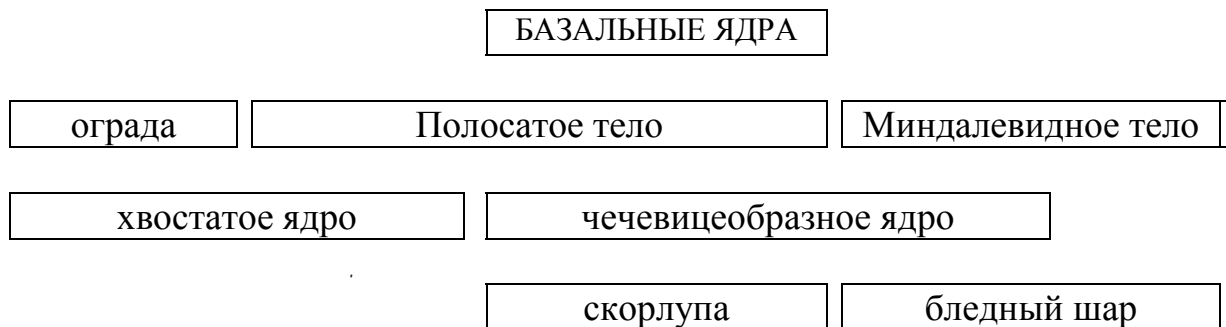 БАЗАЛЬНЫЕ ЯДРА
ограда Полосатое тело Миндалевидное тело
хвостатое ядро чечевицеобразное ядро
скорлупа бледный шар